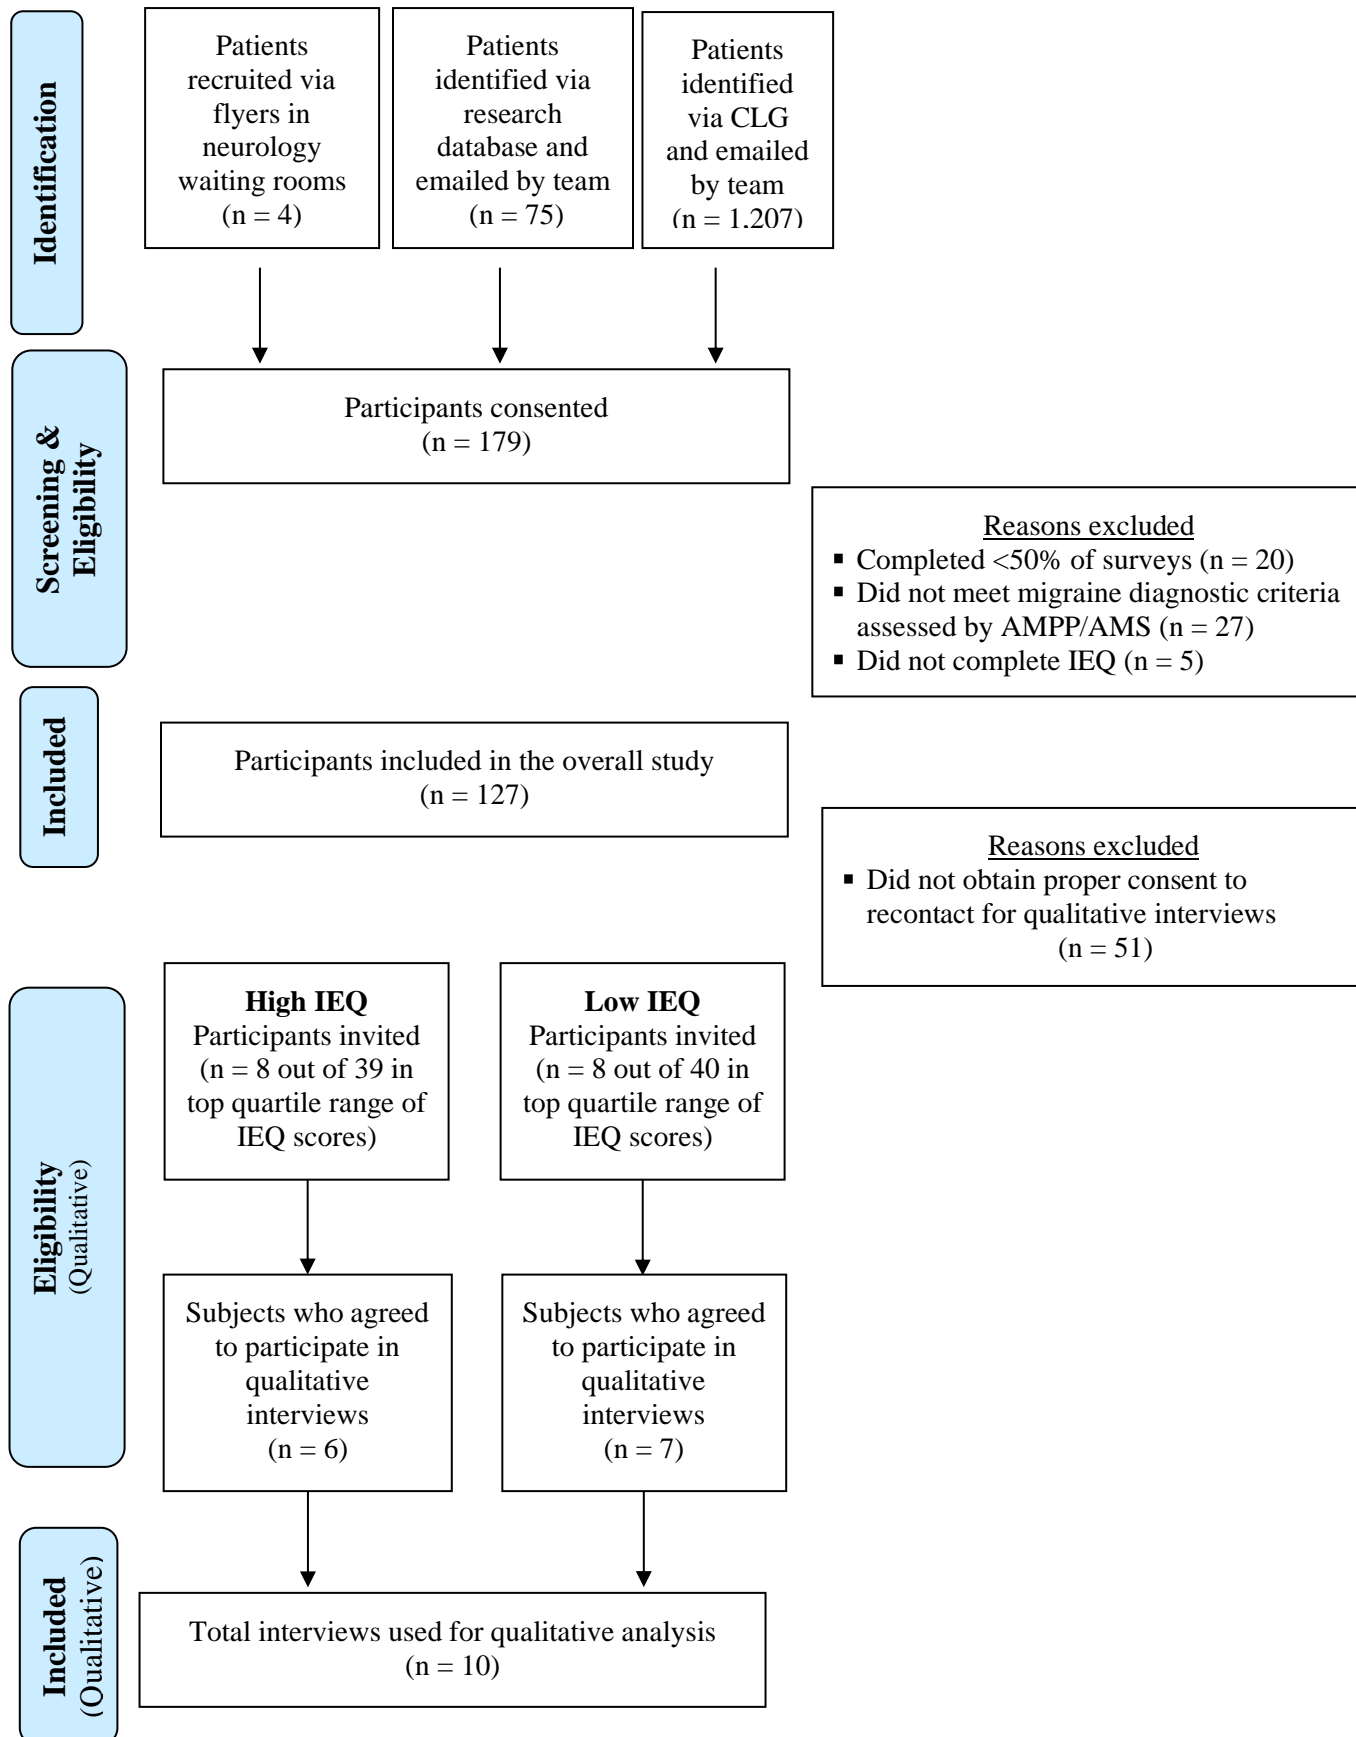 Identification
Patients
recruited via
flyers in
neurology
waiting rooms
(n = 4)
Patients
identified via
research
database and
emailed by team
(n = 75)
Patients
identified
via CLG
and emailed
by team
(n = 1,207)
Screening &
Eligibility
Participants consented
(n = 179)
Reasons excluded
▪ Completed <50% of surveys (n = 20)
▪ Did not meet migraine diagnostic criteria
assessed by AMPP/AMS (n = 27)
▪ Did not complete IEQ (n = 5)
Included
Participants included in the overall study
(n = 127)
Reasons excluded
▪ Did not obtain proper consent to
recontact for qualitative interviews
(n = 51)
Eligibility
(Qualitative)
High IEQ
Participants invited
(n = 8 out of 39 in
top quartile range of
IEQ scores)
Low IEQ
Participants invited
(n = 8 out of 40 in
top quartile range of
IEQ scores)
Subjects who agreed
to participate in
qualitative
interviews
(n = 6)
Subjects who agreed
to participate in
qualitative
interviews
(n = 7)
Included
(Qualitative)
Total interviews used for qualitative analysis
(n = 10)